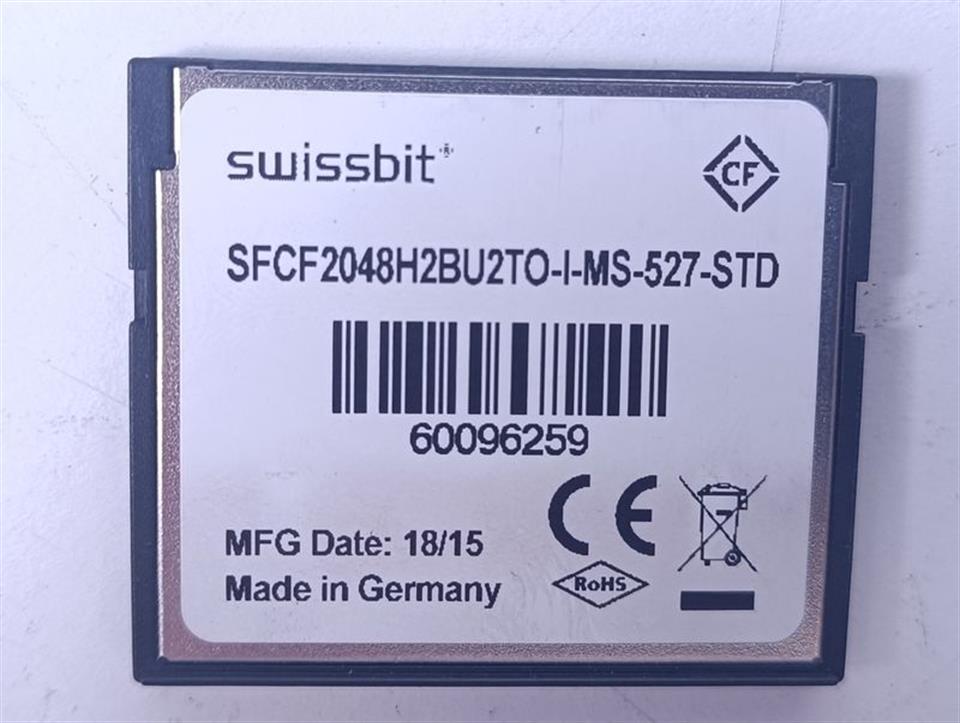 swissbit®
CF
SFCF2048H2BU2TO-I-MS-527-STD
60096259
CE
MFG Date: 18/15
RoHS
Made in Germany